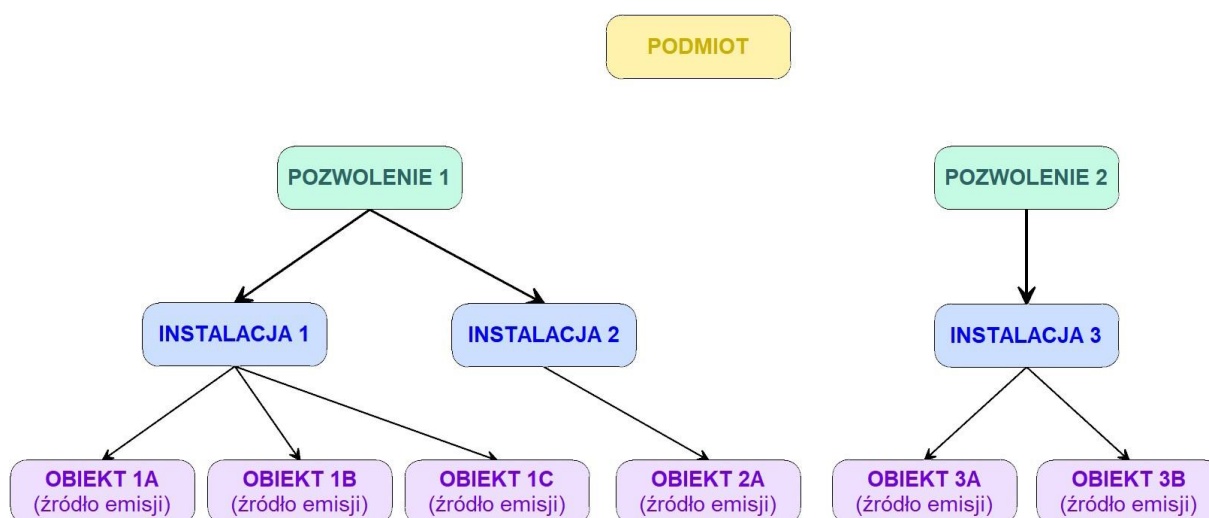 PODMIOT
POZWOLENIE 1
POZWOLENIE 2
INSTALACJA 1
INSTALACJA 2
INSTALACJA 3
OBIEKT 1A
(źródło emisji)
OBIEKT 1B
(źródło emisji)
OBIEKT 1C
(źródło emisji)
OBIEKT 2A
(źródło emisji)
OBIEKT 3A
(źródło emisji)
OBIEKT 3B
(źródło emisji)